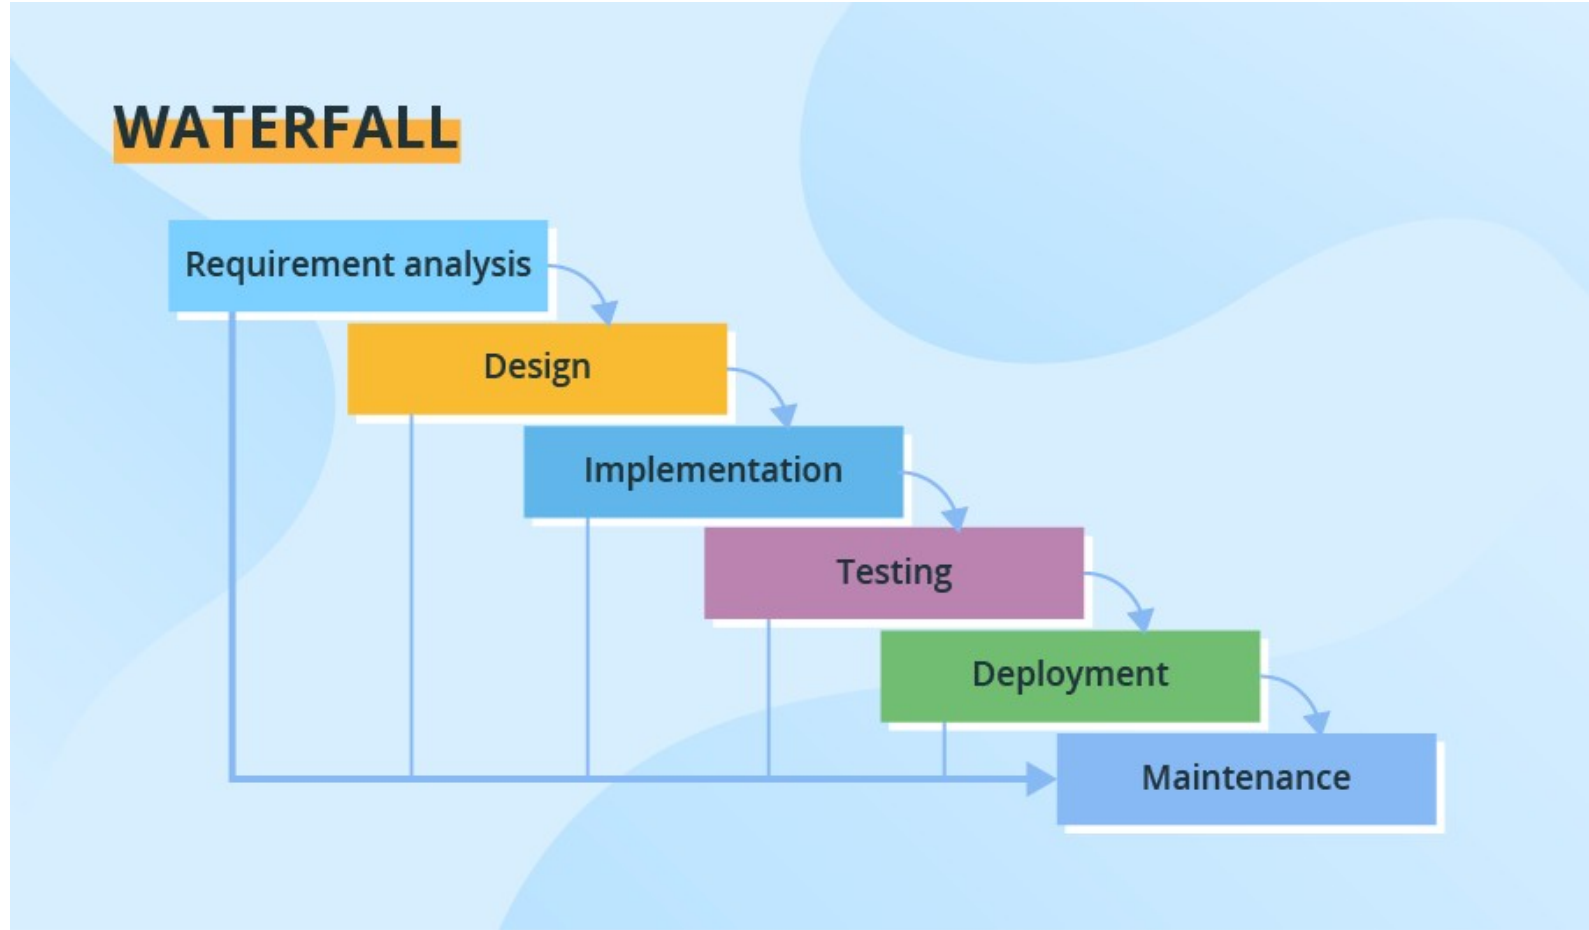 WATERFALL
Requirement analysis
Design
Implementation
Testing
Deployment
Maintenance